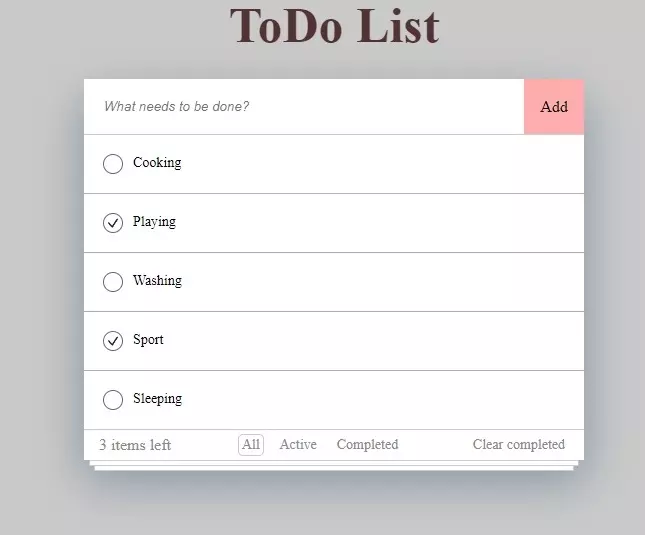 ToDo List
What needs to be done? Add
Cooking
Playing
Washing
Sport
Sleeping
3 items left All Active Completed Clear completed